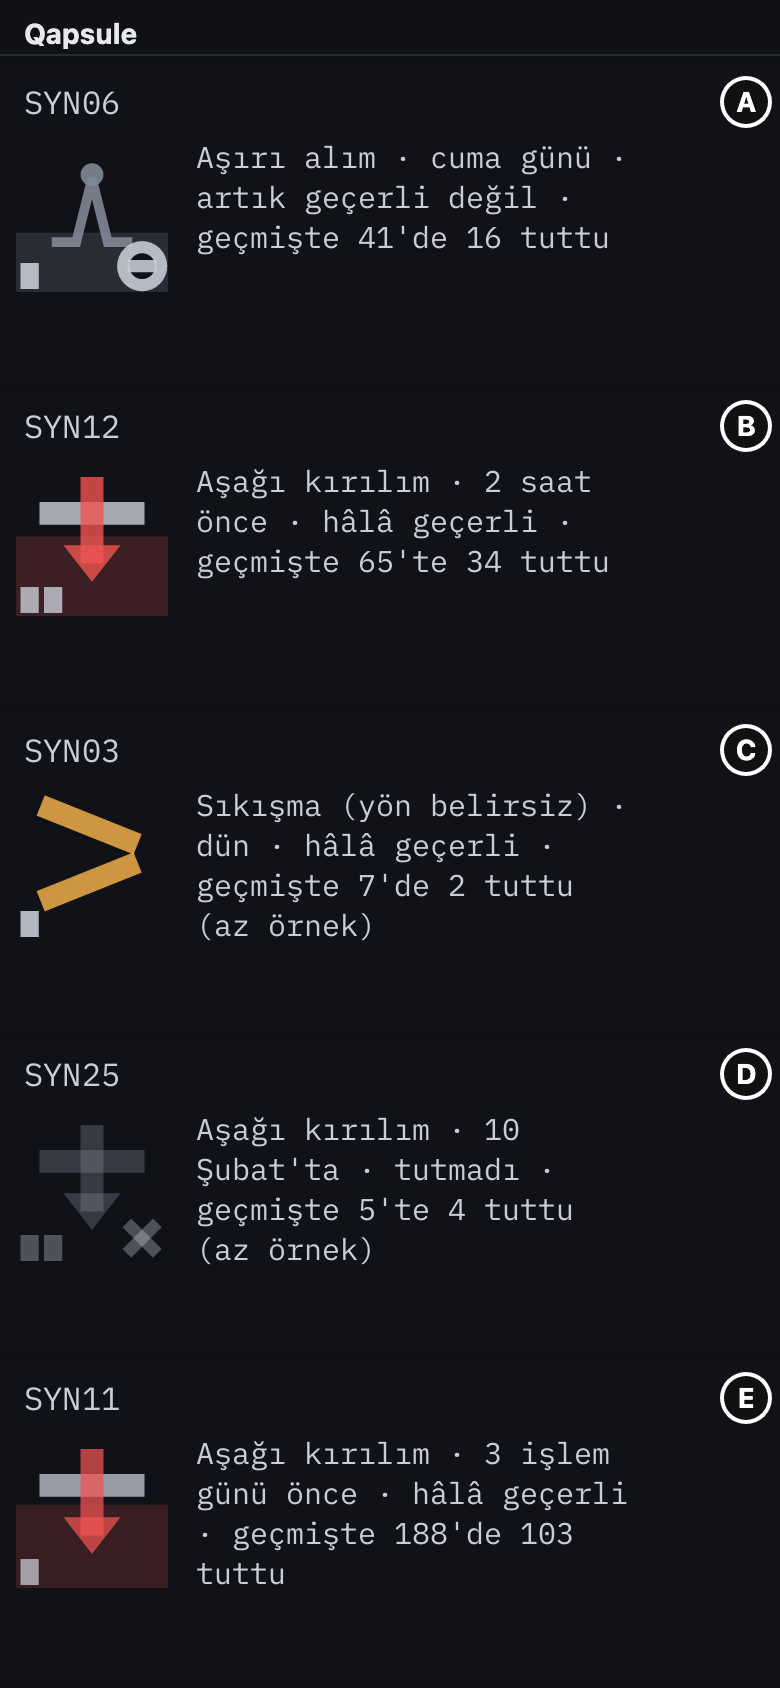 Qapsule
SYN06
A
Aşırı alım · cuma günü ·
artık geçerli değil ·
geçmişte 41'de 16 tuttu
SYN12
B
Aşağı kırılım · 2 saat
önce · hâlâ geçerli ·
geçmişte 65'te 34 tuttu
SYN03
C
Sıkışma (yön belirsiz) ·
dün · hâlâ geçerli ·
geçmişte 7'de 2 tuttu
(az örnek)
SYN25
D
Aşağı kırılım · 10
Şubat'ta · tutmadı ·
geçmişte 5'te 4 tuttu
(az örnek)
SYN11
E
Aşağı kırılım · 3 işlem
günü önce · hâlâ geçerli
· geçmişte 188'de 103
tuttu